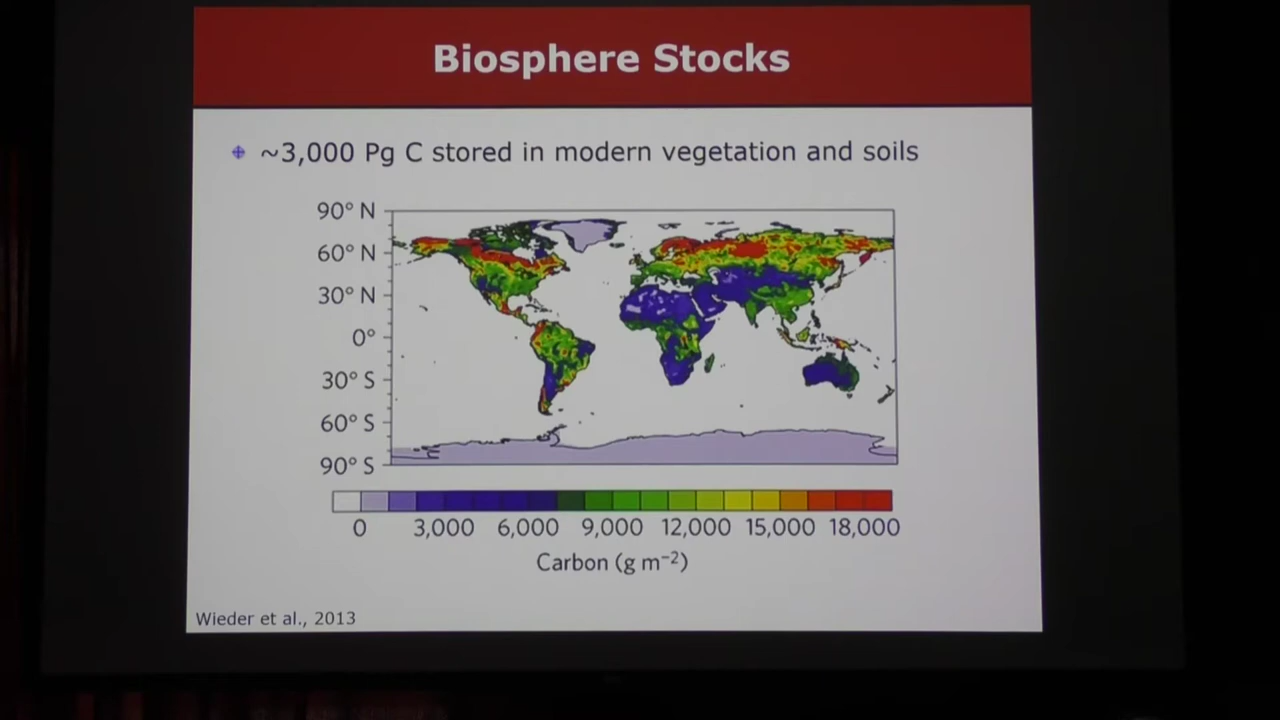 Biosphere Stocks
~3,000 Pg C stored in modern vegetation and soils
90° N
60° N
30° N
0°
30° S
60° S
90° S
0 3,000 6,000 9,000 12,000 15,000 18,000
Carbon (g m⁻²)
Wieder et al., 2013